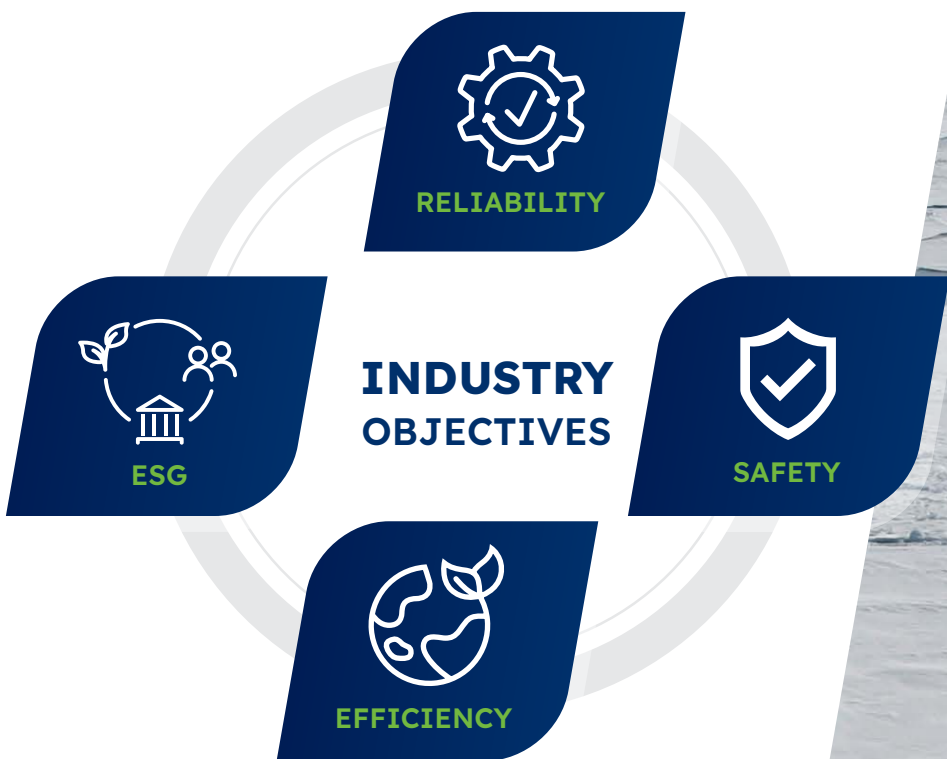 RELIABILITY
INDUSTRY
OBJECTIVES
ESG
SAFETY
EFFICIENCY